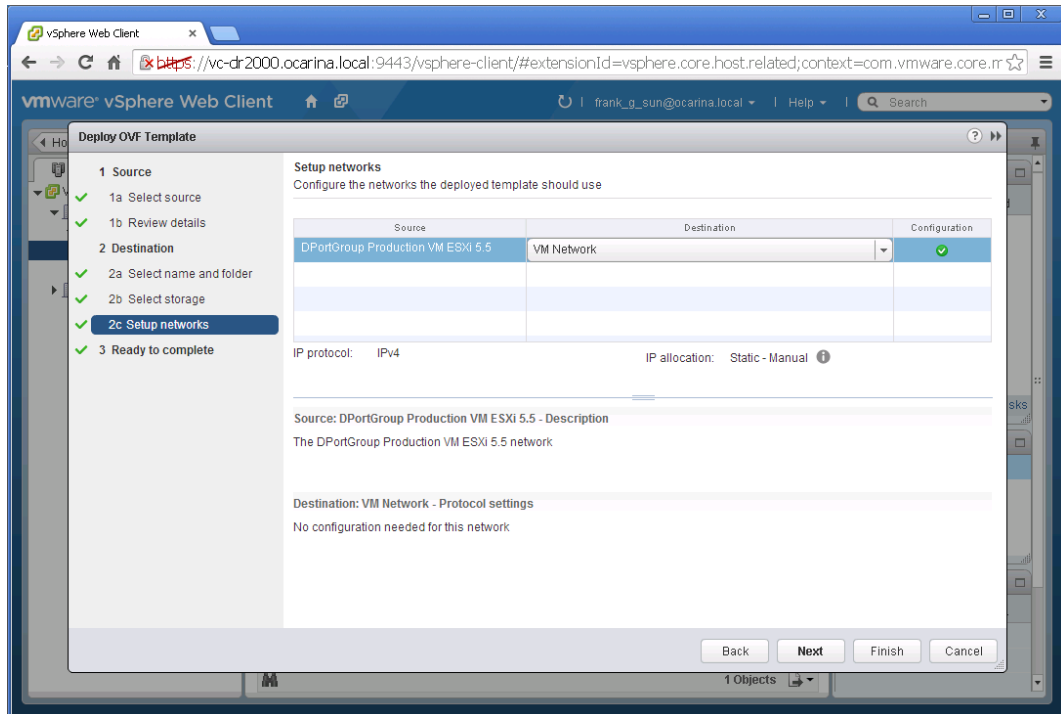 vSphere Web Client
https://vc-dr2000.ocarina.local:9443/vsphere-client/#extensionId=vsphere.core.host.related;context=com.vmware.core.m
vmware® vSphere Web Client
frank_g_sun@ocarina.local
Help
Search
Ho
Deploy OVF Template
1 Source
1a Select source
1b Review details
2 Destination
2a Select name and folder
2b Select storage
2c Setup networks
3 Ready to complete
Setup networks
Configure the networks the deployed template should use
Source Destination Configuration
DPortGroup Production VM ESXi 5.5 VM Network
IP protocol: IPv4 IP allocation: Static - Manual
Source: DPortGroup Production VM ESXi 5.5 - Description
The DPortGroup Production VM ESXi 5.5 network
Destination: VM Network - Protocol settings
No configuration needed for this network
sks
Back Next Finish Cancel
1 Objects